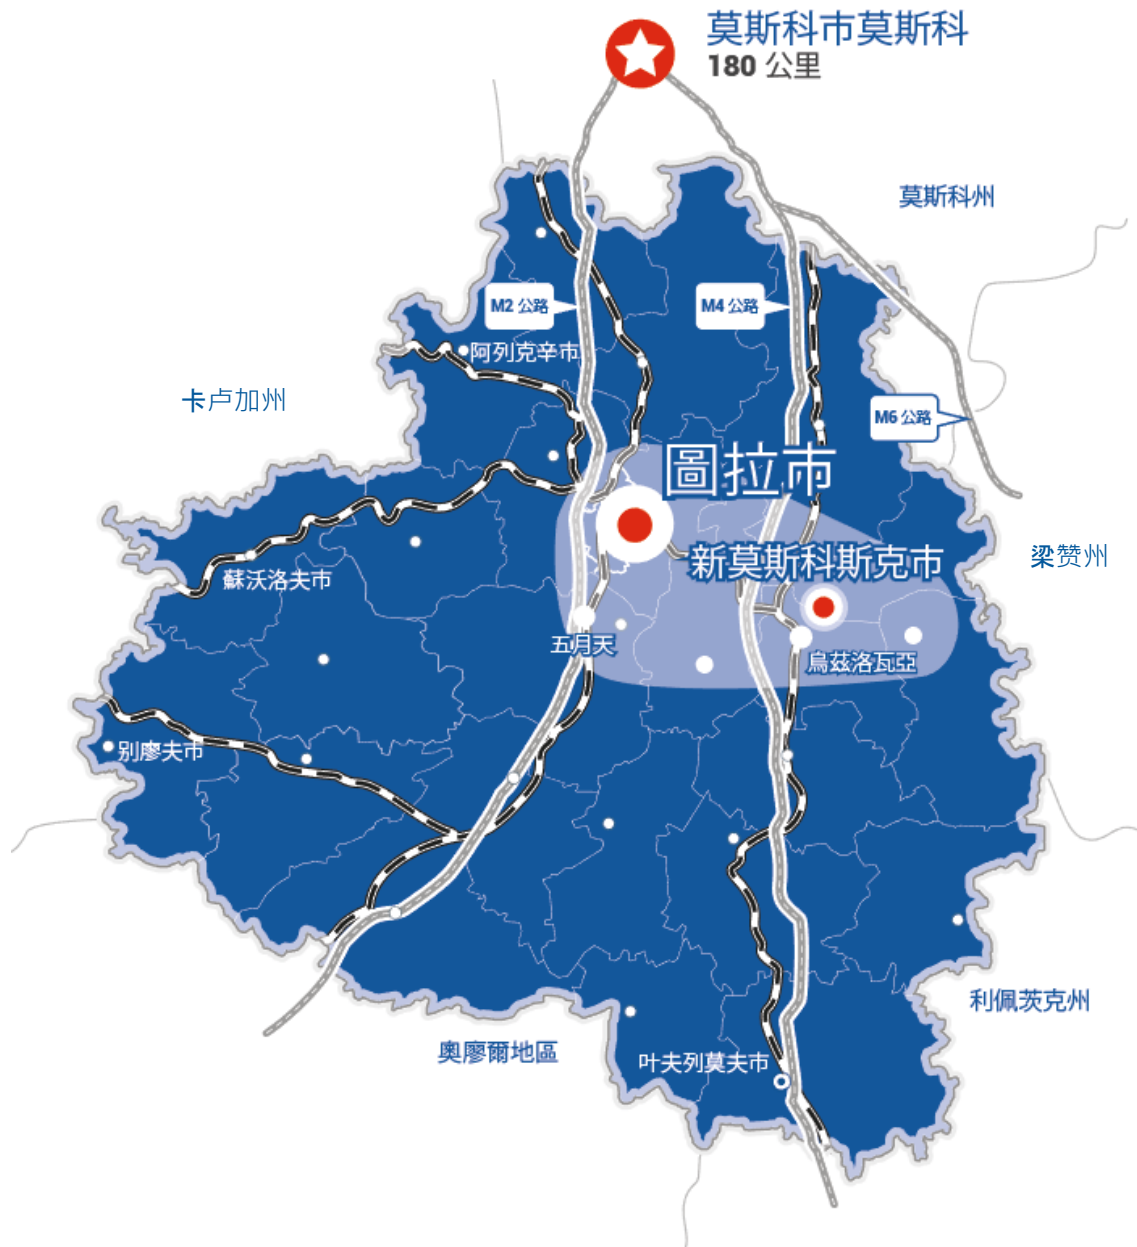 莫斯科市莫斯科
180 公里
莫斯科州
M2 公路
M4 公路
阿列克辛市
卡卢加州
M6 公路
圖拉市
梁赞州
新莫斯科斯克市
蘇沃洛夫市
五月天
烏茲洛瓦亞
别廖夫市
利佩茨克州
奧廖爾地區
叶夫列莫夫市